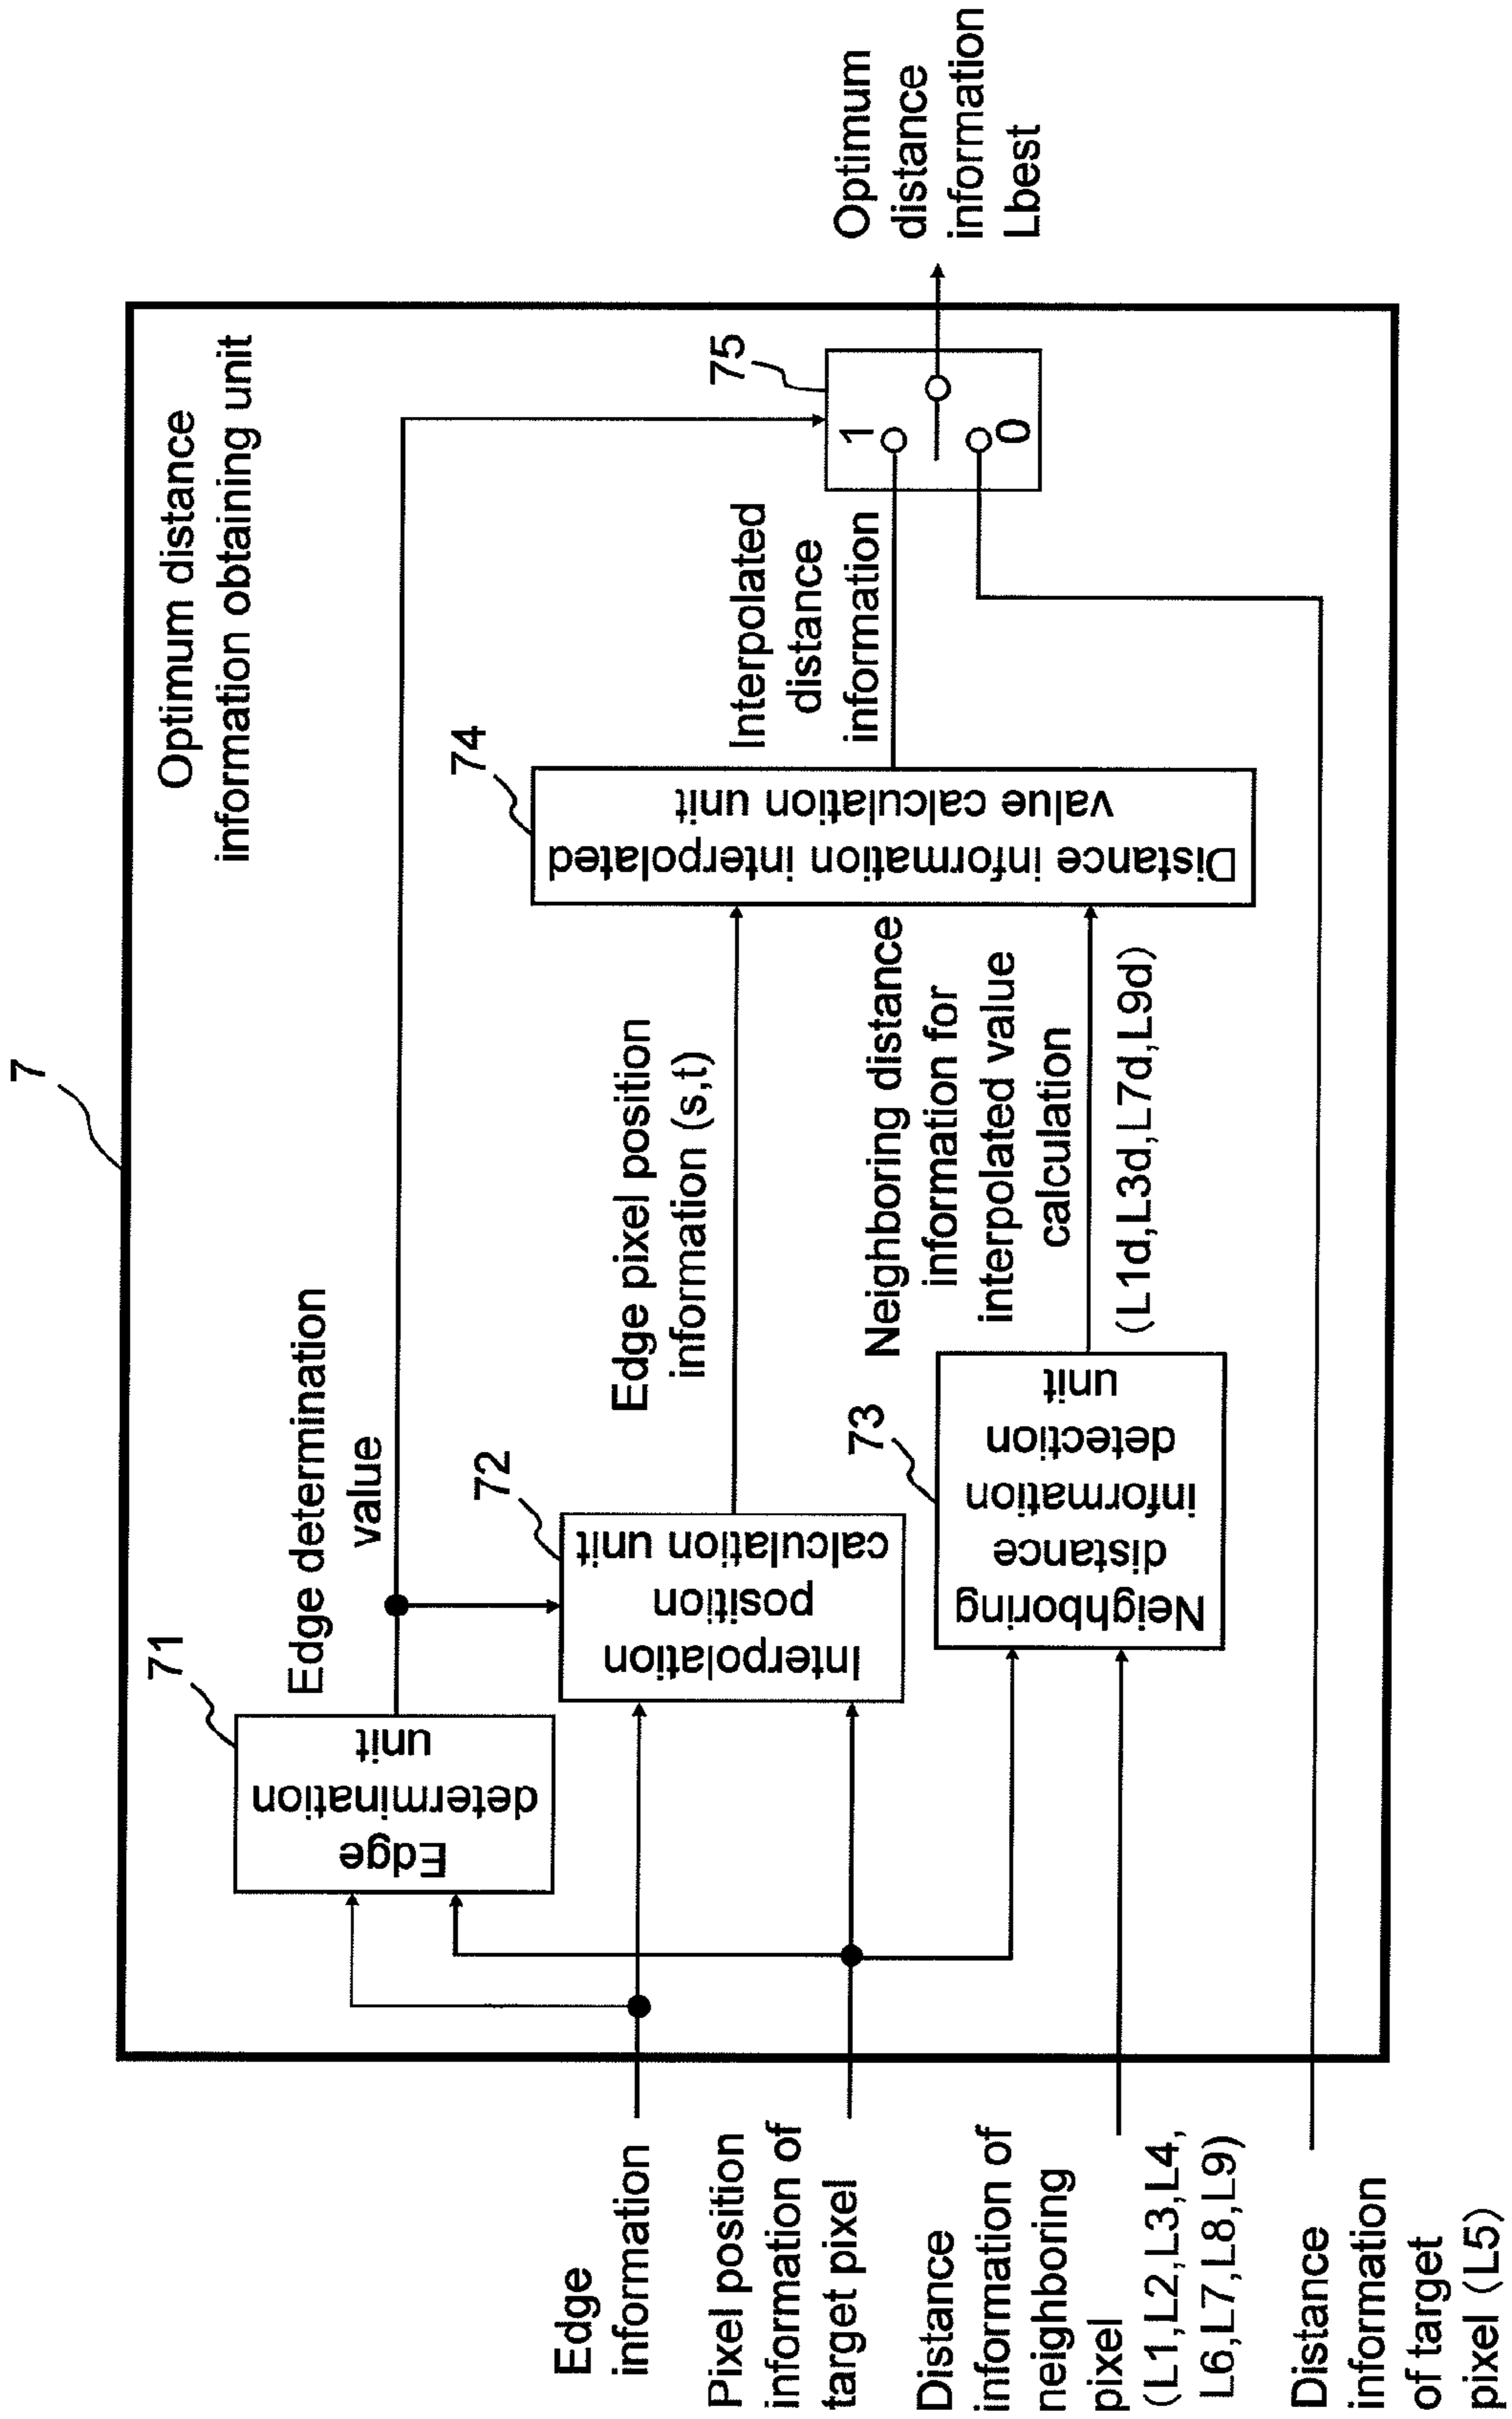 7
Optimum distance
information obtaining unit
Edge
information
Pixel position
information of
target pixel
Distance
information of
neighboring
pixel
(L1,L2,L3,L4,
L6,L7,L8,L9)
Distance
information
of target
pixel (L5)
71
Edge
determination
unit
Edge determination
value
72
Interpolation
position
calculation unit
Edge pixel position
information (s,t)
73
Neighboring
distance
information
detection
unit
Neighboring distance
information for
interpolated value
calculation
(L1d,L3d,L7d,L9d)
74
Distance information interpolated
value calculation unit
Interpolated
distance
information
75
1
0
Optimum
distance
information
Lbest